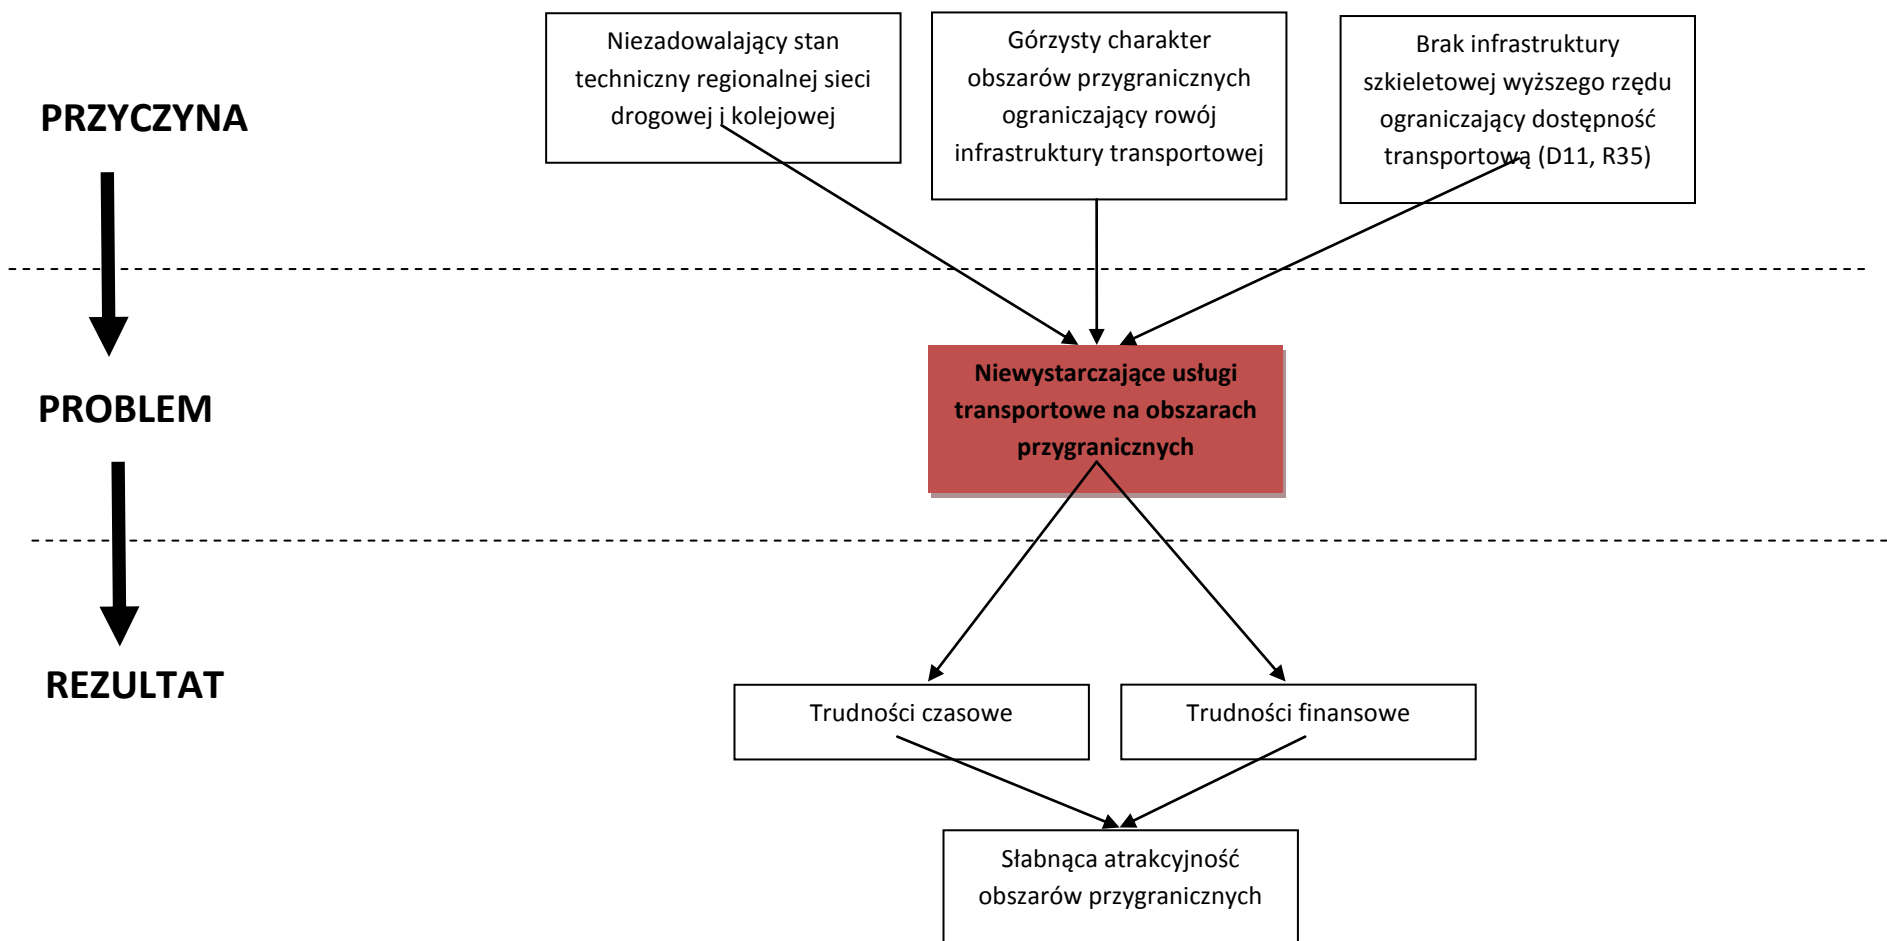 PRZYCZYNA
Niezadowalający stan
techniczny regionalnej sieci
drogowej i kolejowej
Górzysty charakter
obszarów przygranicznych
ograniczający rowój
infrastruktury transportowej
Brak infrastruktury
szkieletowej wyższego rzędu
ograniczający dostępność
transportową (D11, R35)
PROBLEM
Niewystarczające usługi
transportowe na obszarach
przygranicznych
REZULTAT
Trudności czasowe
Trudności finansowe
Słabnąca atrakcyjność
obszarów przygranicznych